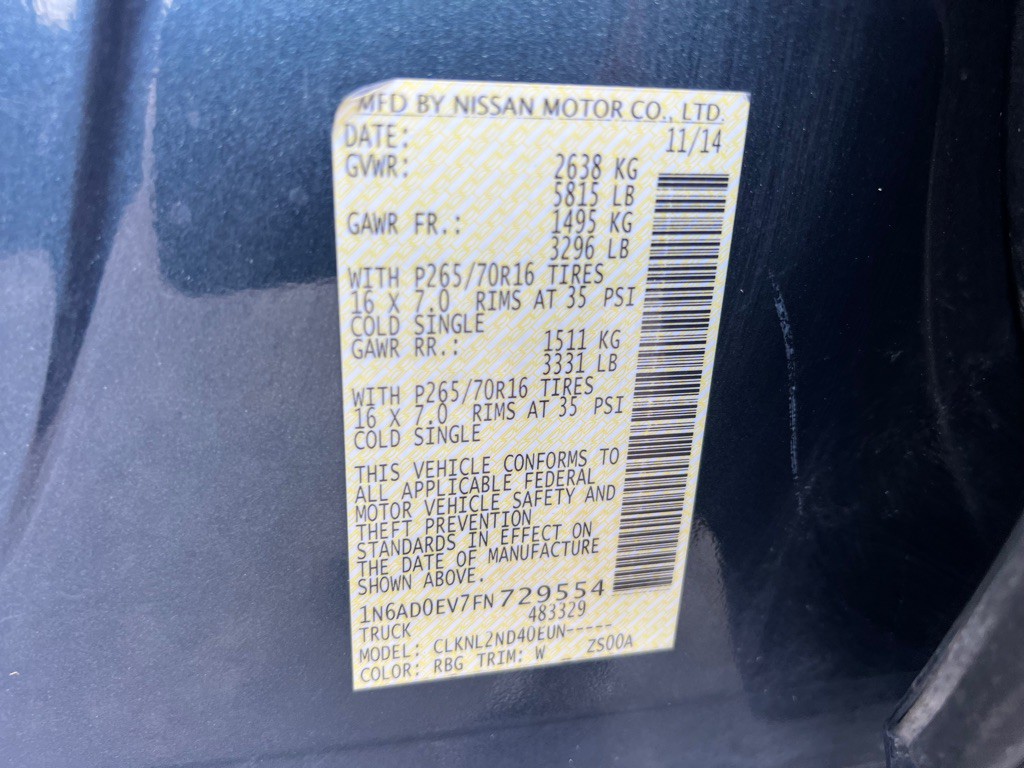 MFD BY NISSAN MOTOR CO., LTD.
DATE: 11/14
GVWR: 2638 KG
5815 LB
GAWR FR.: 1495 KG
3296 LB
WITH P265/70R16 TIRES
16 X 7.0 RIMS AT 35 PSI
COLD SINGLE
GAWR RR.: 1511 KG
3331 LB
WITH P265/70R16 TIRES
16 X 7.0 RIMS AT 35 PSI
COLD SINGLE
THIS VEHICLE CONFORMS TO
ALL APPLICABLE FEDERAL
MOTOR VEHICLE SAFETY AND
THEFT PREVENTION
STANDARDS IN EFFECT ON
THE DATE OF MANUFACTURE
SHOWN ABOVE.
1N6AD0EV7FN729554
TRUCK 483329
MODEL: CLKNL2ND40EUN-----
COLOR: RBG TRIM: W _ ZS00A